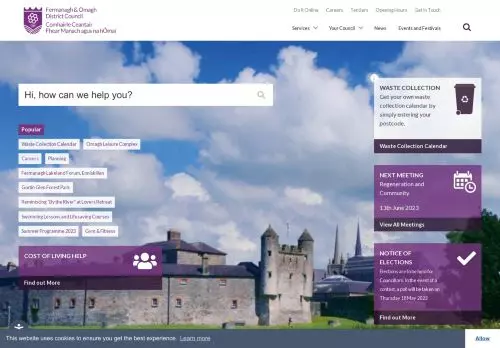 Fermanagh & Omagh
District Council
Comhairle Ceantair
Fhear Manach agus na hÓmaí
Do It Online
Careers
Tenders
Opening Hours
Get In Touch
Services
Your Council
News
Events and Festivals
Hi, how can we help you?
Popular
Waste Collection Calendar
Omagh Leisure Complex
Careers
Planning
Fermanagh Lakeland Forum, Enniskillen
Gortin Glen Forest Park
Reminiscing "By the River" at Lovers Retreat
Swimming Lessons and Lifesaving Courses
Summer Programme 2023
Gym & Fitness
COST OF LIVING HELP
Find out More
WASTE COLLECTION
Get your own waste
collection calendar by
simply entering your
postcode.
Waste Collection Calendar
NEXT MEETING
Regeneration and
Community
13th June 2023
View All Meetings
NOTICE OF
ELECTIONS
Elections are to be held for
Councillors. In the event of a
contest, a poll will be taken on
Thursday 18 May 2023
Find out More
This website uses cookies to ensure you get the best experience. Learn more
Allow